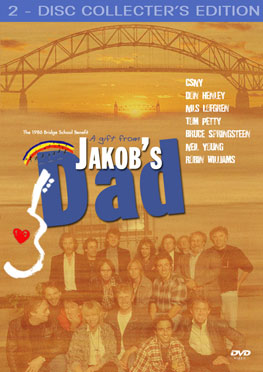 2 - DISC COLLECTER'S EDITION
CSNY
DON HENLEY
NILS LOFGREN
TOM PETTY
BRUCE SPRINGSTEEN
NEIL YOUNG
ROBIN WILLIAMS
The 1986 Bridge School Benefit
A gift from
JAKOB'S
Dad
DVD